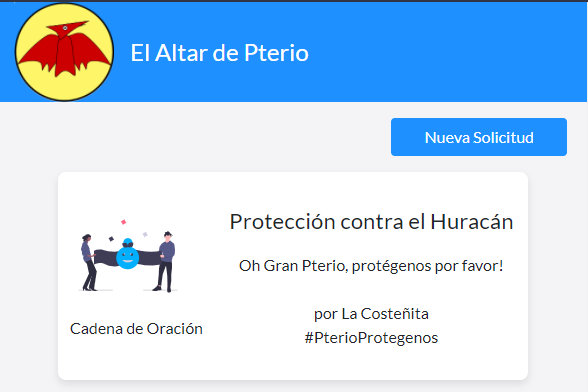 El Altar de Pterio
Nueva Solicitud
Protección contra el Huracán
Oh Gran Pterio, protégenos por favor!
por La Costeñita
#PterioProtegenos
Cadena de Oración